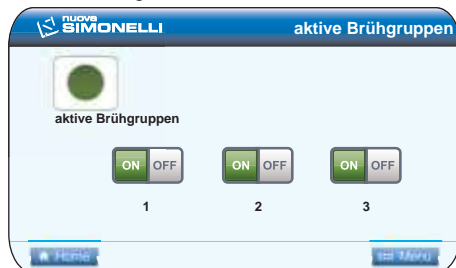 nuova
SIMONELLI
aktive Brühgruppen
aktive Brühgruppen
ON OFF ON OFF ON OFF
1 2 3
Home Menu